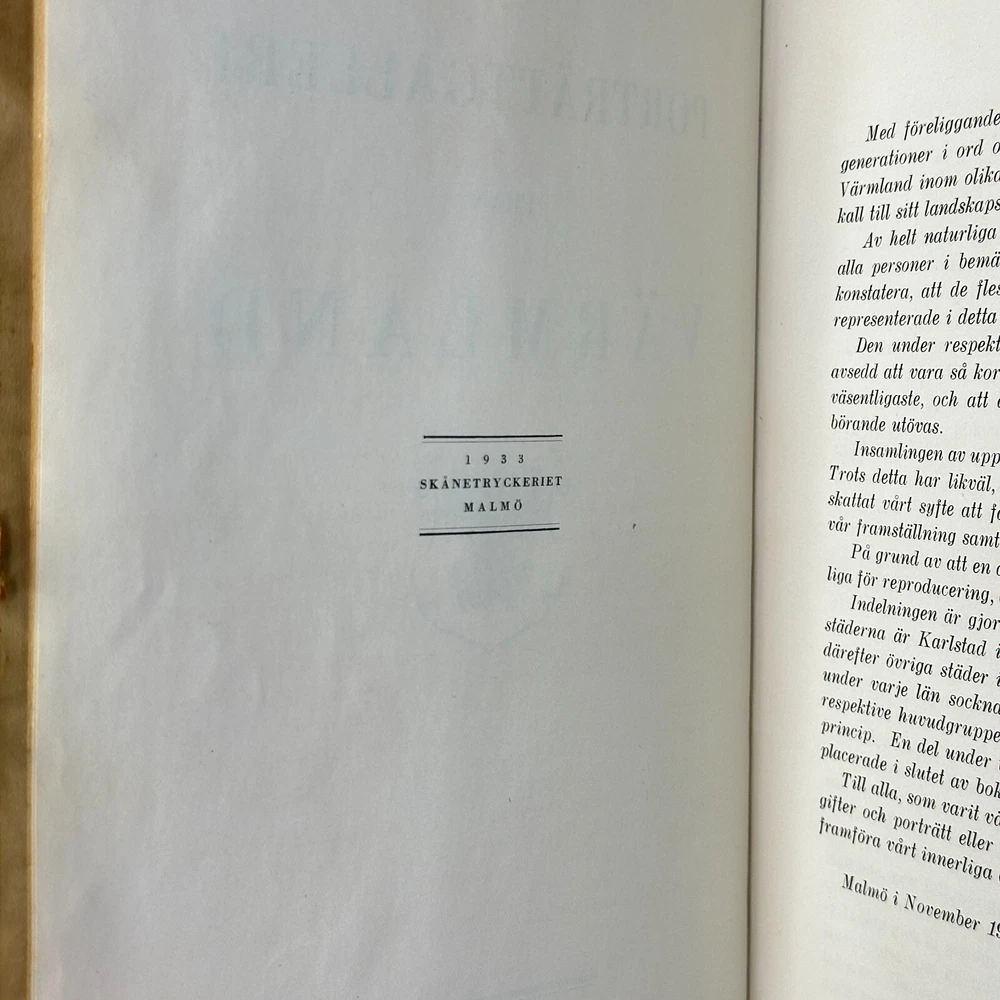 1933
SKÅNETRYCKERIET
MALMÖ
Med föreliggande
generationer i ord o
Värmland inom olika
kall till sitt landskaps
Av helt naturliga
alla personer i bemä
konstatera, att de fles
representerade i detta
Den under respekt
avsedd att vara så kor
väsentligaste, och att
börande utövas.
Insamlingen av upp
Trots detta har likväl,
skattat vårt syfte att fö
vår framställning samt
På grund av att en
liga för reproducering,
Indelningen är gjor
städerna är Karlstad i
därefter övriga städer i
under varje län sockna
respektive huvudgruppe
princip. En del under
placerade i slutet av bok
Till alla, som varit vä
gifter och porträtt eller
framföra vårt innerliga
Malmö i November 19